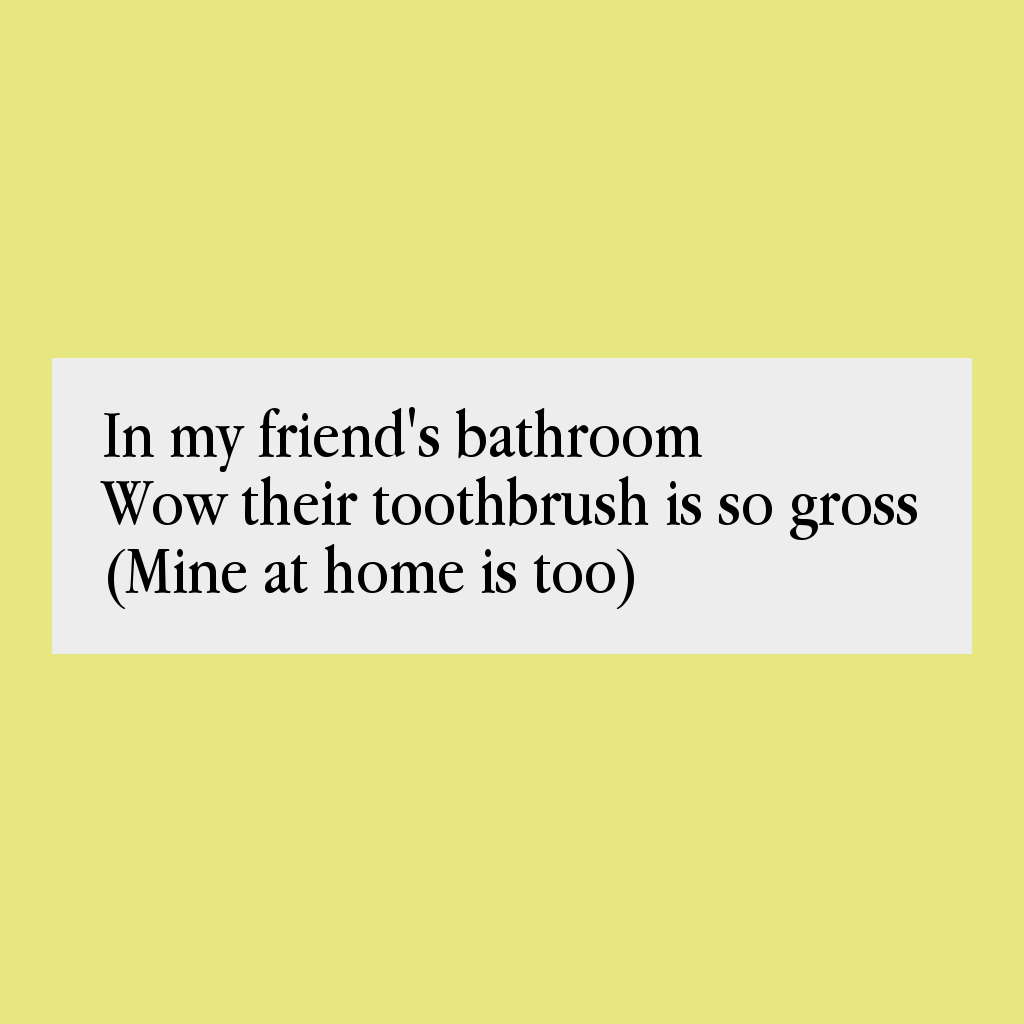 In my friend's bathroom
Wow their toothbrush is so gross
(Mine at home is too)